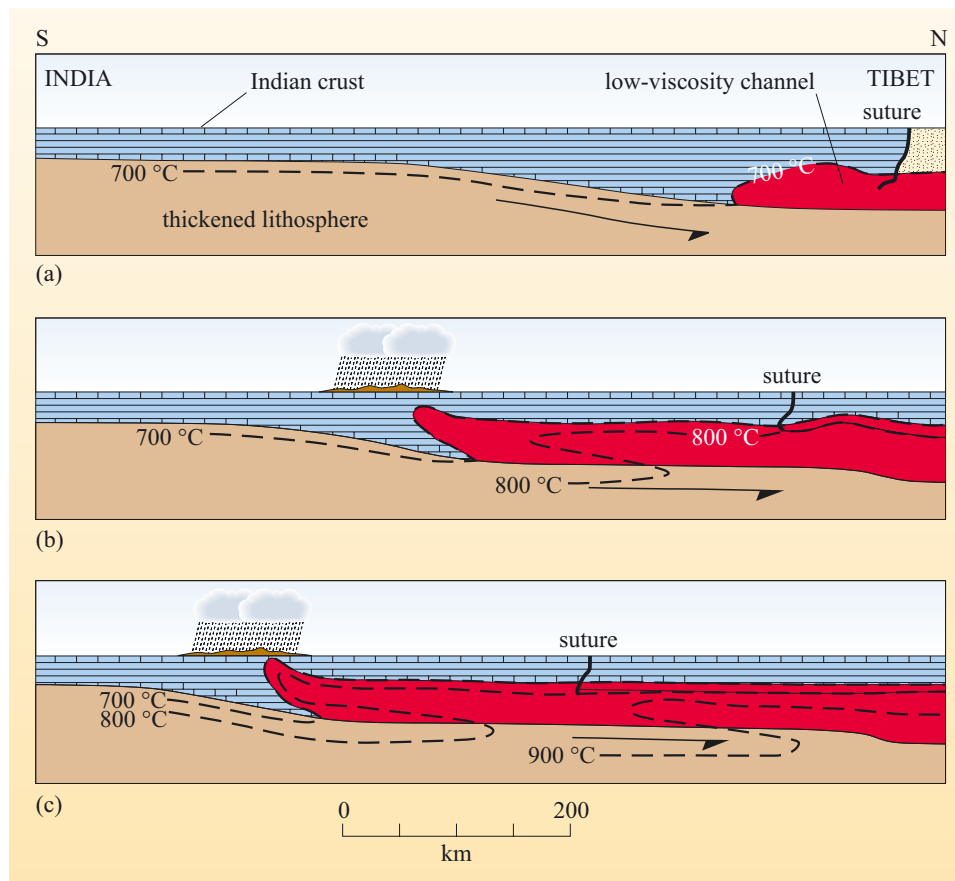 S N
INDIA Indian crust low-viscosity channel TIBET
suture
700 °C 700 °C
thickened lithosphere
(a)
suture
700 °C 800 °C
800 °C
(b)
suture
700 °C
800 °C
900 °C
(c)
0 200
km